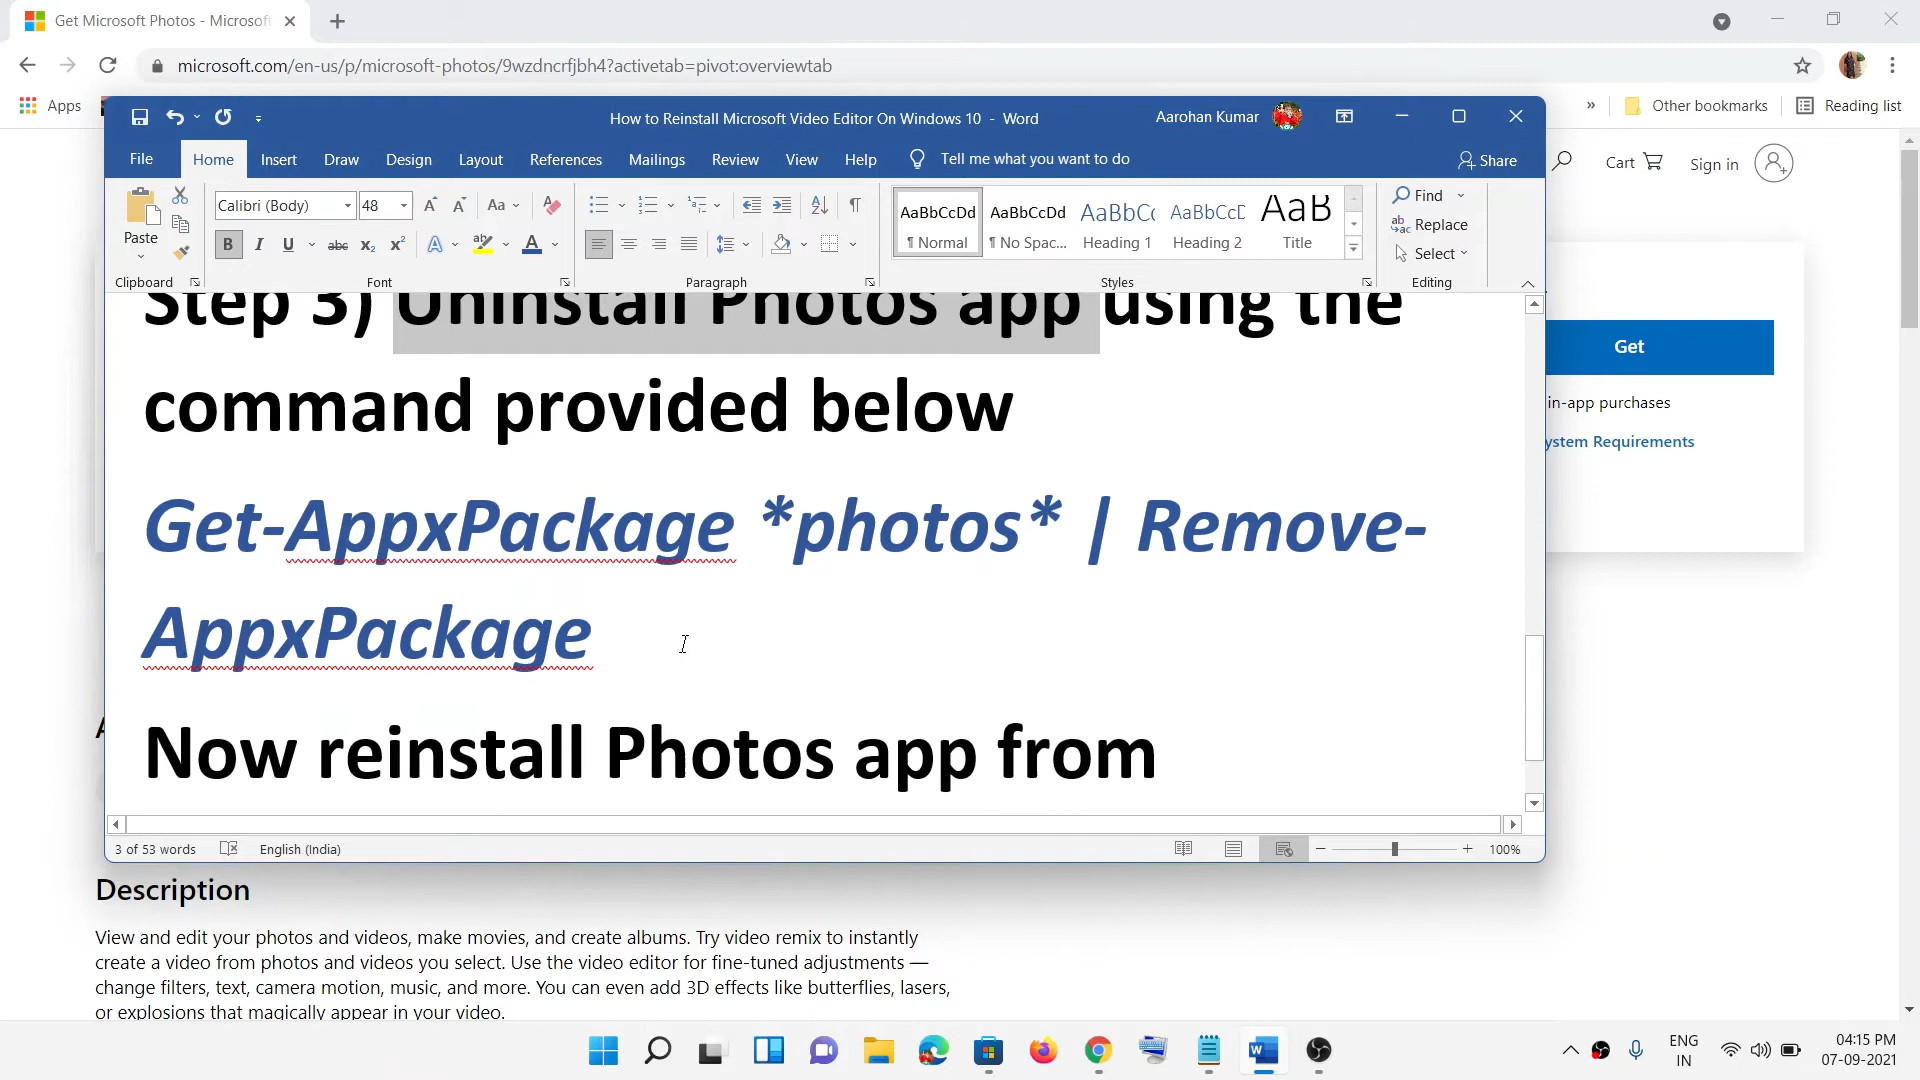 Get Microsoft Photos - Microsof
microsoft.com/en-us/p/microsoft-photos/9wzdncrfjbh4?activetab=pivot:overviewtab
Apps
» Other bookmarks Reading list
How to Reinstall Microsoft Video Editor On Windows 10 - Word
Aarohan Kumar
File Home Insert Draw Design Layout References Mailings Review View Help Tell me what you want to do Share
Cart Sign in
Paste
Calibri (Body) 48
Aa
B I U abc x₂ x² A ab A
AaBbCcDd AaBbCcDd AaBbCc AaBbCcD AaB
¶ Normal ¶ No Spac... Heading 1 Heading 2 Title
Find
Replace
Select
Clipboard Font Paragraph Styles Editing
Step 3) Uninstall Photos app using the
command provided below
Get-AppxPackage *photos* | Remove-
AppxPackage
Now reinstall Photos app from
Get
in-app purchases
ystem Requirements
3 of 53 words English (India) 100%
Description
View and edit your photos and videos, make movies, and create albums. Try video remix to instantly
create a video from photos and videos you select. Use the video editor for fine-tuned adjustments —
change filters, text, camera motion, music, and more. You can even add 3D effects like butterflies, lasers,
or explosions that magically appear in your video.
ENG
IN
04:15 PM
07-09-2021